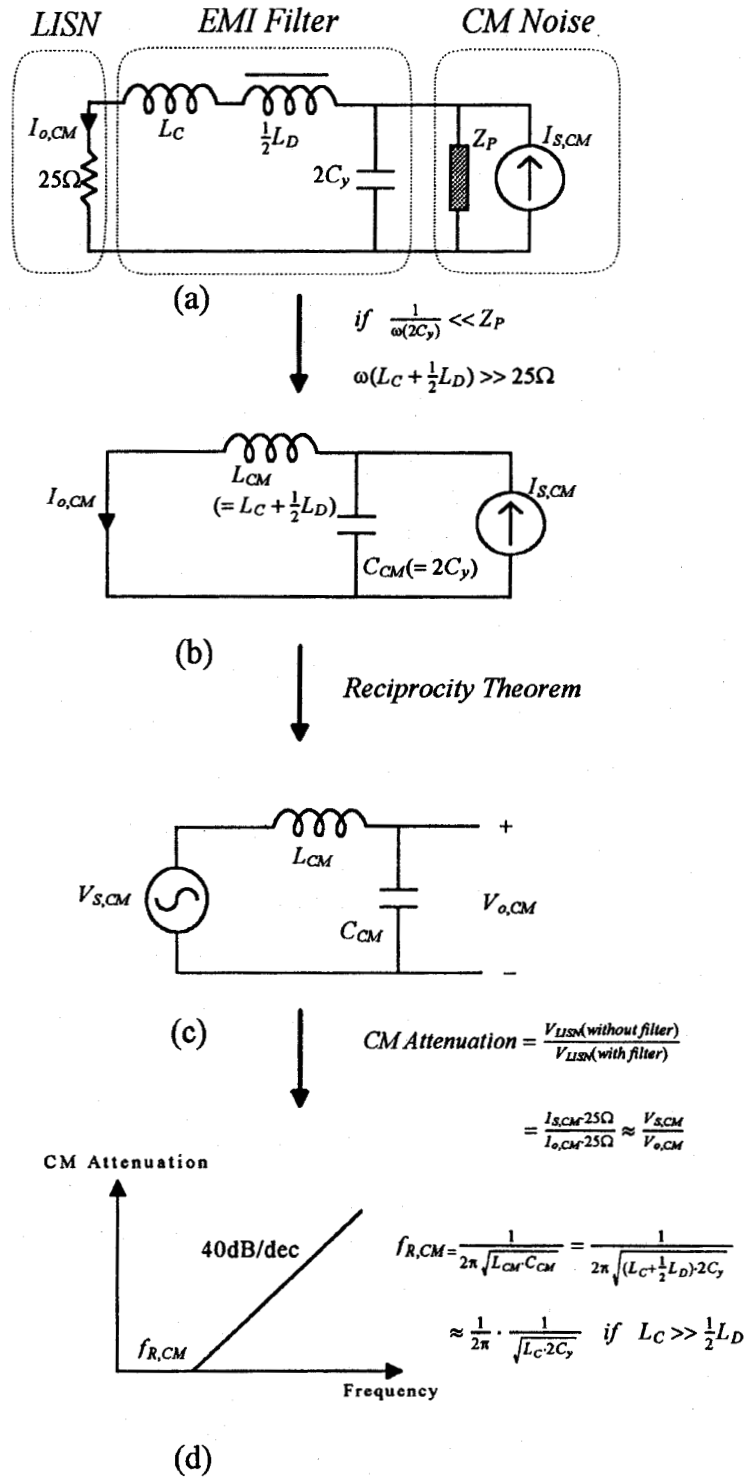 LISN EMI Filter CM Noise
I_{o,CM}
25Ω
L_C
½L_D
2C_y
Z_P
I_{S,CM}
(a)
if 1/ω(2C_y) << Z_P
ω(L_C + ½L_D) >> 25Ω
I_{o,CM}
L_{CM}
(= L_C + ½L_D)
C_{CM}(= 2C_y)
I_{S,CM}
(b)
Reciprocity Theorem
V_{S,CM}
L_{CM}
C_{CM}
+
V_{o,CM}
−
(c)
CM Attenuation = V_{LISN}(without filter) / V_{LISN}(with filter)
= I_{S,CM}·25Ω / I_{o,CM}·25Ω ≈ V_{S,CM} / V_{o,CM}
CM Attenuation
40dB/dec
f_{R,CM}
Frequency
f_{R,CM} = 1 / 2π√(L_{CM}·C_{CM}) = 1 / 2π√((L_C+½L_D)·2C_y)
≈ 1/2π · 1/√(L_C·2C_y) if L_C >> ½L_D
(d)